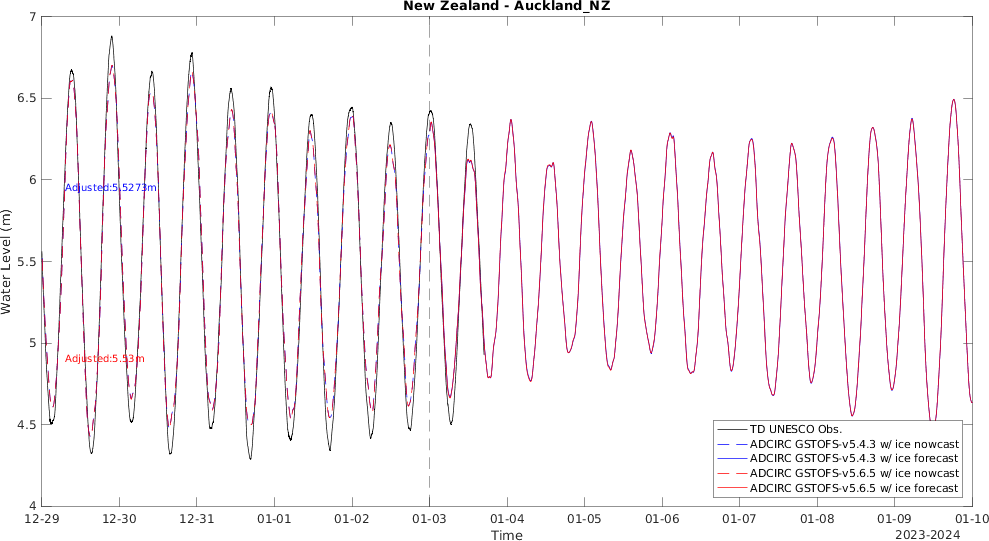 New Zealand - Auckland_NZ
7
6.5
6
5.5
5
4.5
4
Water Level (m)
Adjusted:5.5273m
Adjusted:5.53m
TD UNESCO Obs.
ADCIRC GSTOFS-v5.4.3 w/ ice nowcast
ADCIRC GSTOFS-v5.4.3 w/ ice forecast
ADCIRC GSTOFS-v5.6.5 w/ ice nowcast
ADCIRC GSTOFS-v5.6.5 w/ ice forecast
12-29 12-30 12-31 01-01 01-02 01-03 01-04 01-05 01-06 01-07 01-08 01-09 01-10
Time
2023-2024